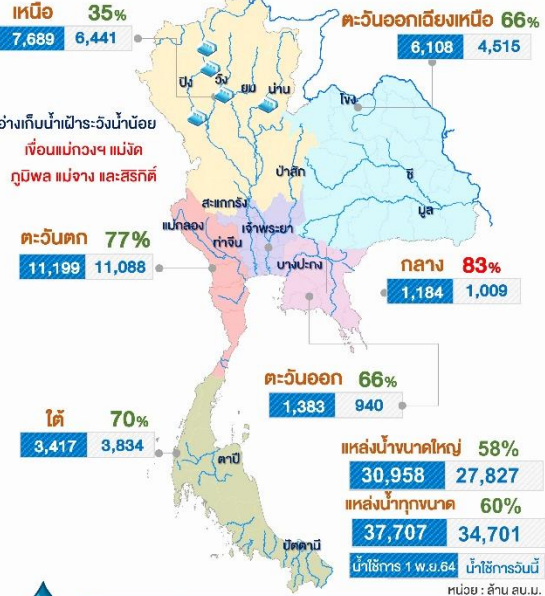 เหนือ 35%
7,689 6,441
ตะวันออกเฉียงเหนือ 66%
6,108 4,515
ปิง
วัง
ยม
น่าน
โขง
อ่างเก็บน้ำเฝ้าระวังน้ำน้อย
เขื่อนแม่กวงฯ แม่งัด
ภูมิพล แม่จาง และสิริกิติ์
ป่าสัก
ชี
มูล
สะแกกรัง
แม่กลอง
เจ้าพระยา
ท่าจีน
บางปะกง
ตะวันตก 77%
11,199 11,088
กลาง 83%
1,184 1,009
ตะวันออก 66%
1,383 940
ใต้ 70%
3,417 3,834
ตาปี
ปัตตานี
แหล่งน้ำขนาดใหญ่ 58%
30,958 27,827
แหล่งน้ำทุกขนาด 60%
37,707 34,701
น้ำใช้การ 1 พ.ย.64 น้ำใช้การวันนี้
หน่วย : ล้าน ลบ.ม.